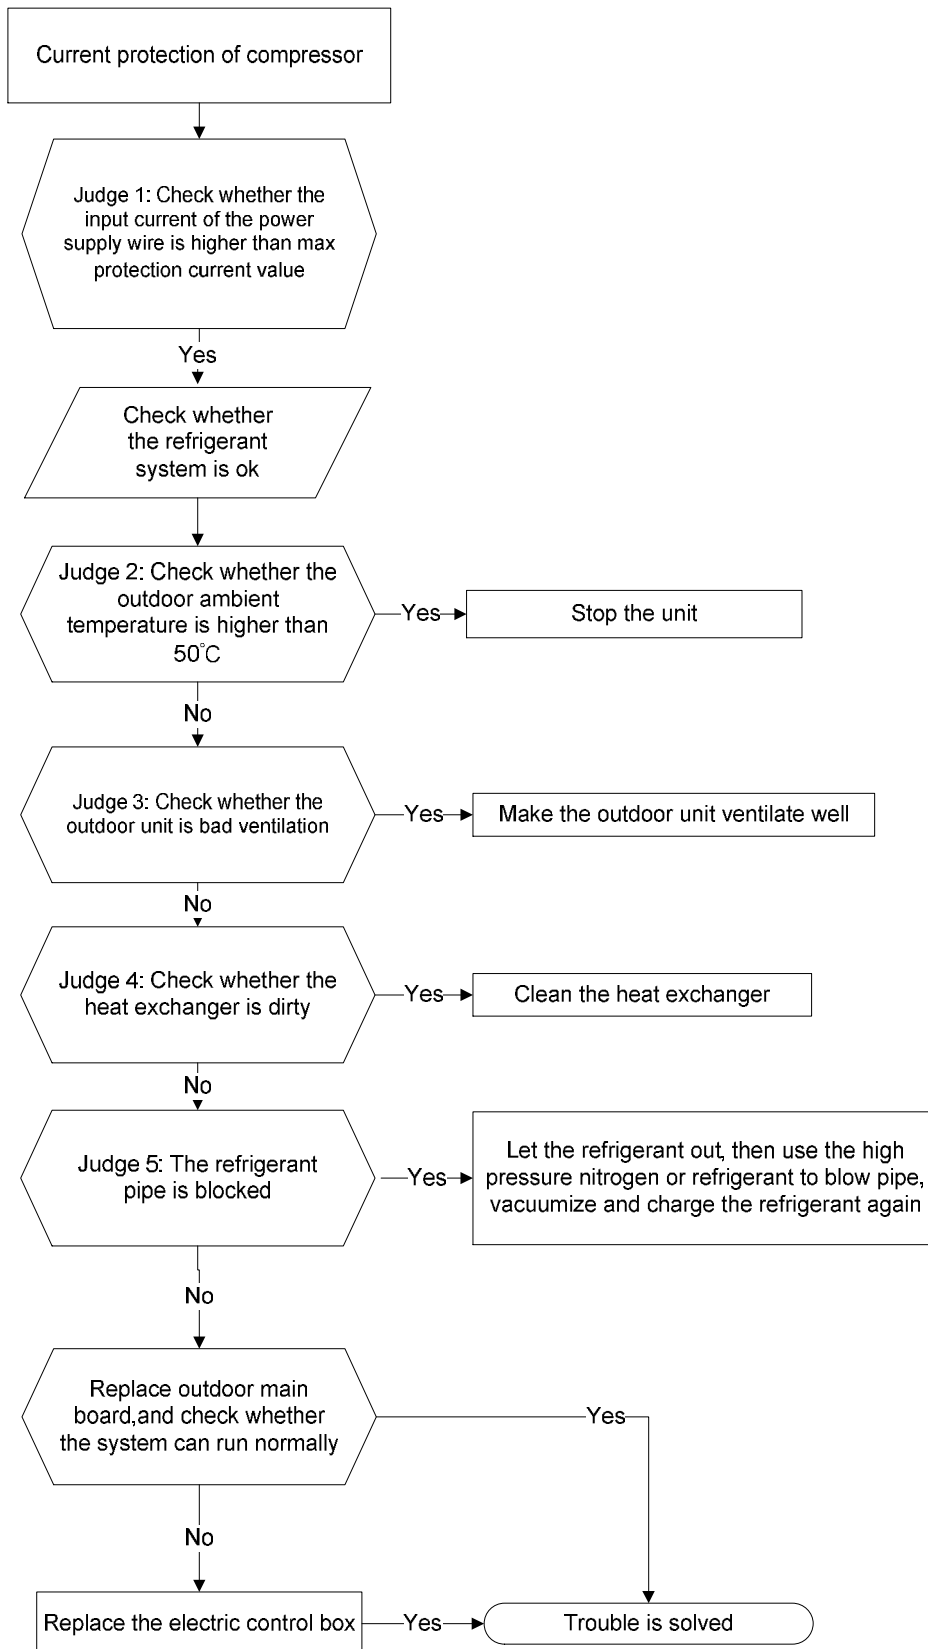 Current protection of compressor
Judge 1: Check whether the
input current of the power
supply wire is higher than max
protection current value
Yes
Check whether
the refrigerant
system is ok
Judge 2: Check whether the
outdoor ambient
temperature is higher than
50°C
Yes
Stop the unit
No
Judge 3: Check whether the
outdoor unit is bad ventilation
Yes
Make the outdoor unit ventilate well
No
Judge 4: Check whether the
heat exchanger is dirty
Yes
Clean the heat exchanger
No
Judge 5: The refrigerant
pipe is blocked
Yes
Let the refrigerant out, then use the high
pressure nitrogen or refrigerant to blow pipe,
vacuumize and charge the refrigerant again
No
Replace outdoor main
board,and check whether
the system can run normally
Yes
No
Replace the electric control box
Yes
Trouble is solved